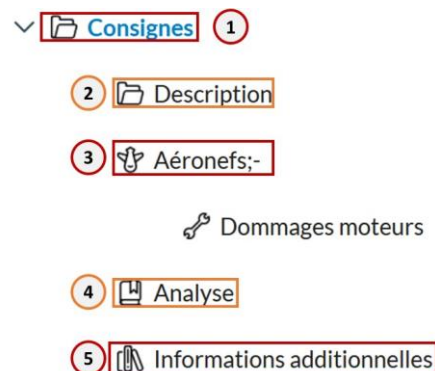 Consignes 1
2 Description
3 Aéronefs;-
Dommages moteurs
4 Analyse
5 Informations additionnelles